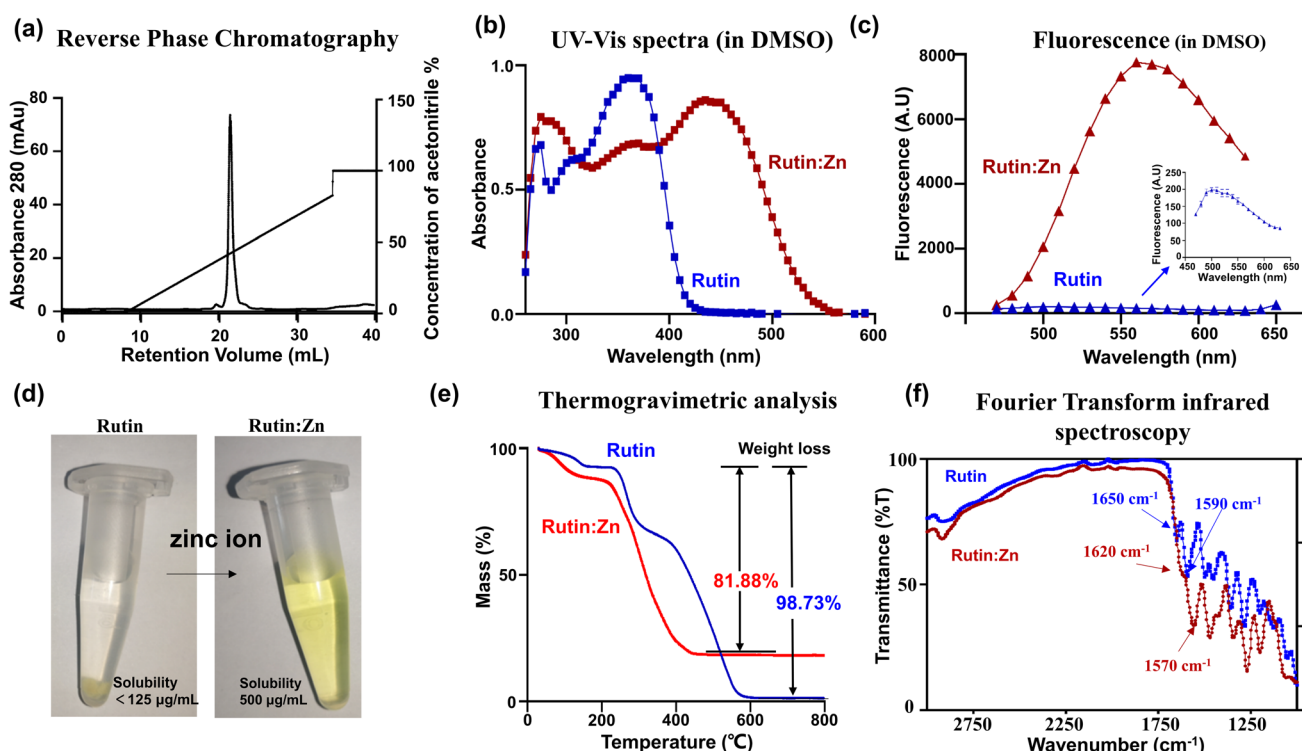 (a) Reverse Phase Chromatography
Absorbance 280 (mAu)
80
60
40
20
0
0 10 20 30 40
Retention Volume (mL)
150
100
50
0
Concentration of acetonitrile %
(b) UV-Vis spectra (in DMSO)
Absorbance
1.0
0.5
0.0
Rutin:Zn
Rutin
300 400 500 600
Wavelength (nm)
(c) Fluorescence (in DMSO)
Fluorescence (A.U)
8000
6000
4000
2000
0
Rutin:Zn
Rutin
500 550 600 650
Wavelength (nm)
Fluorescence (A.U
250
200
150
100
50
0
450 500 550 600 650
Wavelength (nm)
(d)
Rutin Rutin:Zn
zinc ion
Solubility
< 125 µg/mL
Solubility
500 µg/mL
(e) Thermogravimetric analysis
Mass (%)
100
50
0
Rutin
Rutin:Zn
Weight loss
81.88%
98.73%
0 200 400 600 800
Temperature (℃)
(f) Fourier Transform infrared
spectroscopy
Transmittance (%T)
100
50
0
Rutin
Rutin:Zn
1650 cm-1
1590 cm-1
1620 cm-1
1570 cm-1
2750 2250 1750 1250
Wavenumber (cm-1)